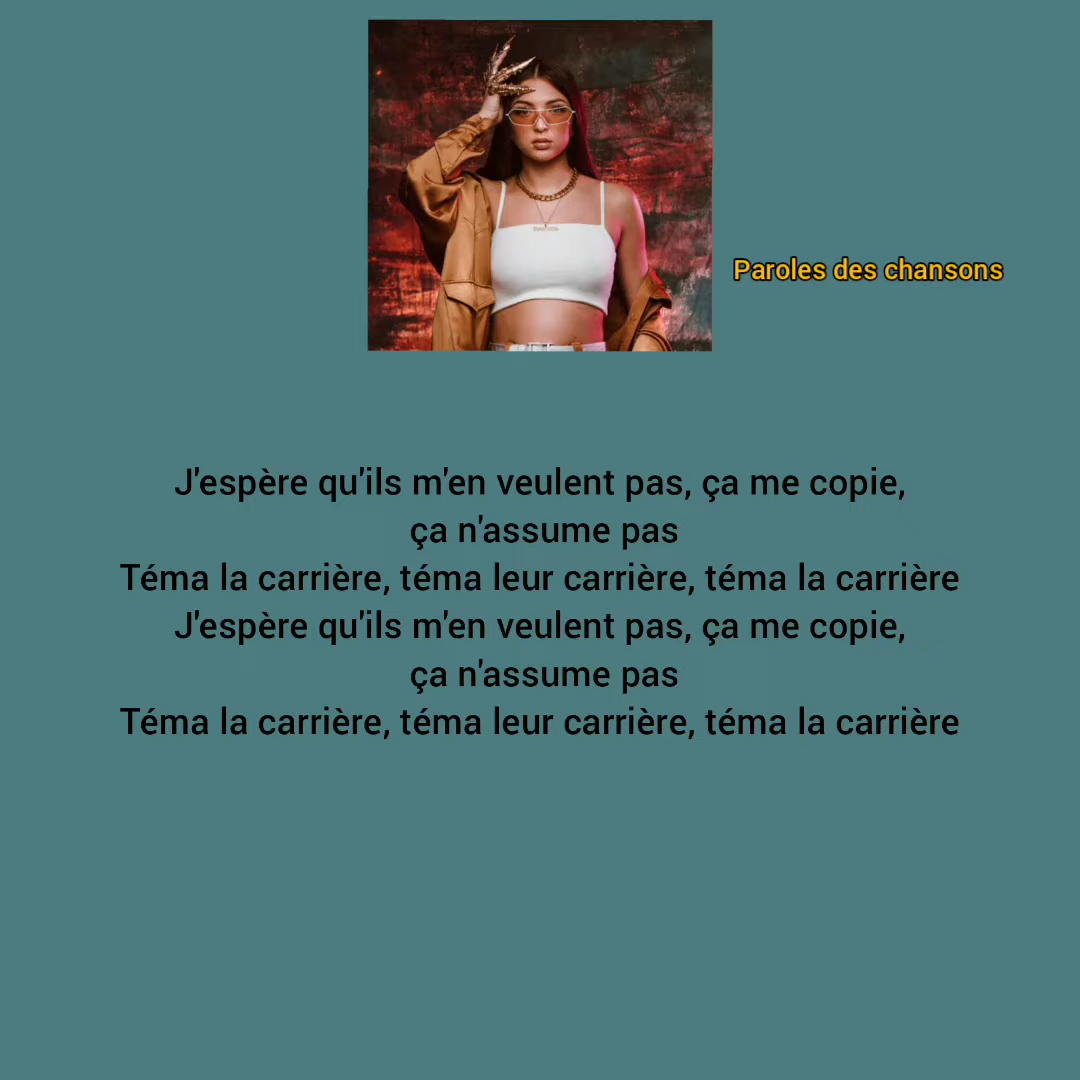 Paroles des chansons
J'espère qu'ils m'en veulent pas, ça me copie,
ça n'assume pas
Téma la carrière, téma leur carrière, téma la carrière
J'espère qu'ils m'en veulent pas, ça me copie,
ça n'assume pas
Téma la carrière, téma leur carrière, téma la carrière